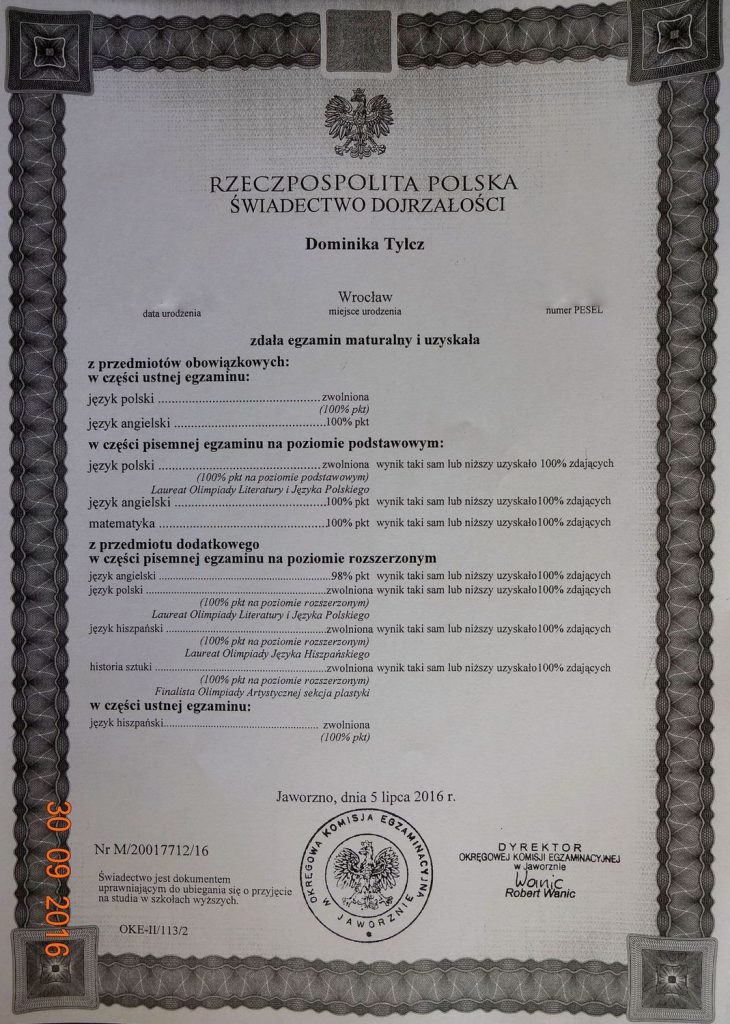 RZECZPOSPOLITA POLSKA
ŚWIADECTWO DOJRZAŁOŚCI
Dominika Tylcz
Wrocław
data urodzenia miejsce urodzenia numer PESEL
zdała egzamin maturalny i uzyskała
z przedmiotów obowiązkowych:
w części ustnej egzaminu:
język polski ................................................ zwolniona
(100% pkt)
język angielski ................................................ 100% pkt
w części pisemnej egzaminu na poziomie podstawowym:
język polski ................................................ zwolniona wynik taki sam lub niższy uzyskało 100% zdających
(100% pkt na poziomie podstawowym)
Laureat Olimpiady Literatury i Języka Polskiego
język angielski ................................................ 100% pkt wynik taki sam lub niższy uzyskało100% zdających
matematyka ................................................ 100% pkt wynik taki sam lub niższy uzyskało100% zdających
z przedmiotu dodatkowego
w części pisemnej egzaminu na poziomie rozszerzonym
język angielski ................................................ 98% pkt wynik taki sam lub niższy uzyskało100% zdających
język polski ................................................ zwolniona wynik taki sam lub niższy uzyskało100% zdających
(100% pkt na poziomie rozszerzonym)
Laureat Olimpiady Literatury i Języka Polskiego
język hiszpański ................................................ zwolniona wynik taki sam lub niższy uzyskało100% zdających
(100% pkt na poziomie rozszerzonym)
Laureat Olimpiady Języka Hiszpańskiego
historia sztuki ................................................ zwolniona wynik taki sam lub niższy uzyskało100% zdających
(100% pkt na poziomie rozszerzonym)
Finalista Olimpiady Artystycznej sekcja plastyki
w części ustnej egzaminu:
język hiszpański ................................................ zwolniona
(100% pkt)
Jaworzno, dnia 5 lipca 2016 r.
Nr M/20017712/16
Świadectwo jest dokumentem
uprawniającym do ubiegania się o przyjęcie
na studia w szkołach wyższych.
OKE-II/113/2
OKRĘGOWA KOMISJA EGZAMINACYJNA
W JAWORZNIE
DYREKTOR
OKRĘGOWEJ KOMISJI EGZAMINACYJNEJ
w Jaworznie
Wanic
Robert Wanic
30 09 2016